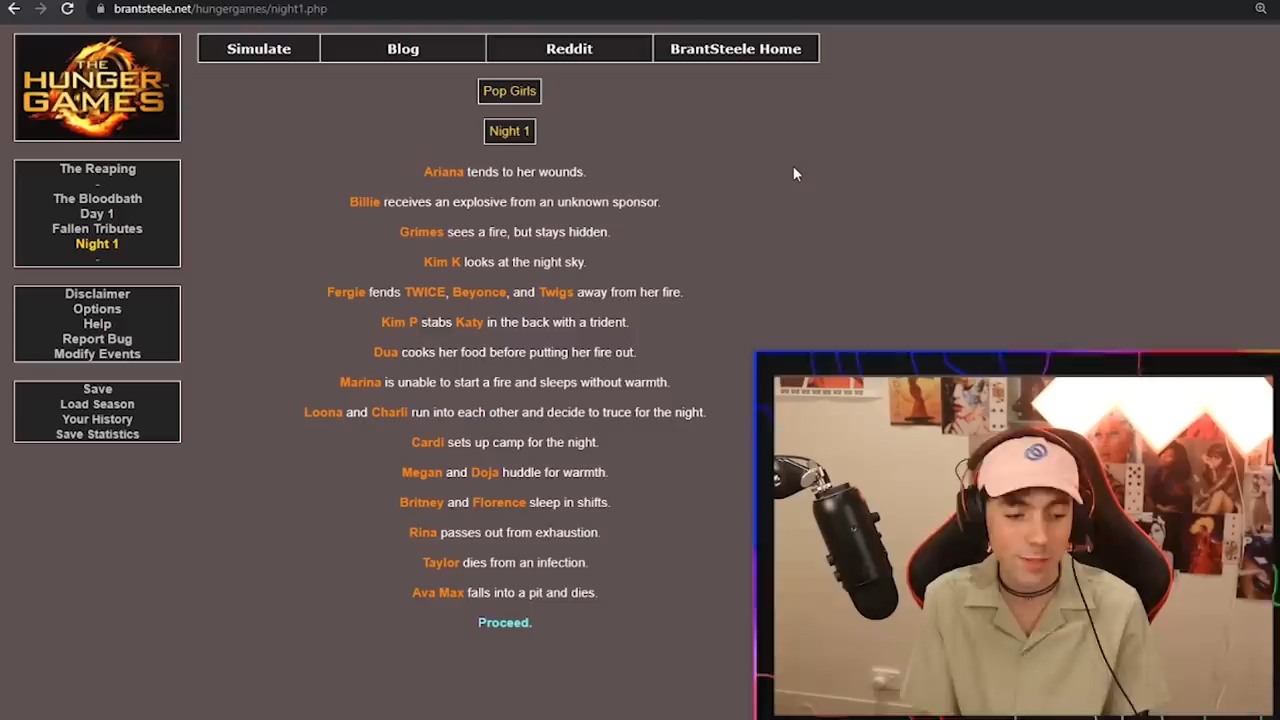 brantsteele.net/hungergames/night1.php
THE
HUNGER
GAMES
Simulate
Blog
Reddit
BrantSteele Home
The Reaping
-
The Bloodbath
Day 1
Fallen Tributes
Night 1
-
Disclaimer
Options
Help
Report Bug
Modify Events
Save
Load Season
Your History
Save Statistics
Pop Girls
Night 1
Ariana tends to her wounds.
Billie receives an explosive from an unknown sponsor.
Grimes sees a fire, but stays hidden.
Kim K looks at the night sky.
Fergie fends TWICE, Beyonce, and Twigs away from her fire.
Kim P stabs Katy in the back with a trident.
Dua cooks her food before putting her fire out.
Marina is unable to start a fire and sleeps without warmth.
Loona and Charli run into each other and decide to truce for the night.
Cardi sets up camp for the night.
Megan and Doja huddle for warmth.
Britney and Florence sleep in shifts.
Rina passes out from exhaustion.
Taylor dies from an infection.
Ava Max falls into a pit and dies.
Proceed.